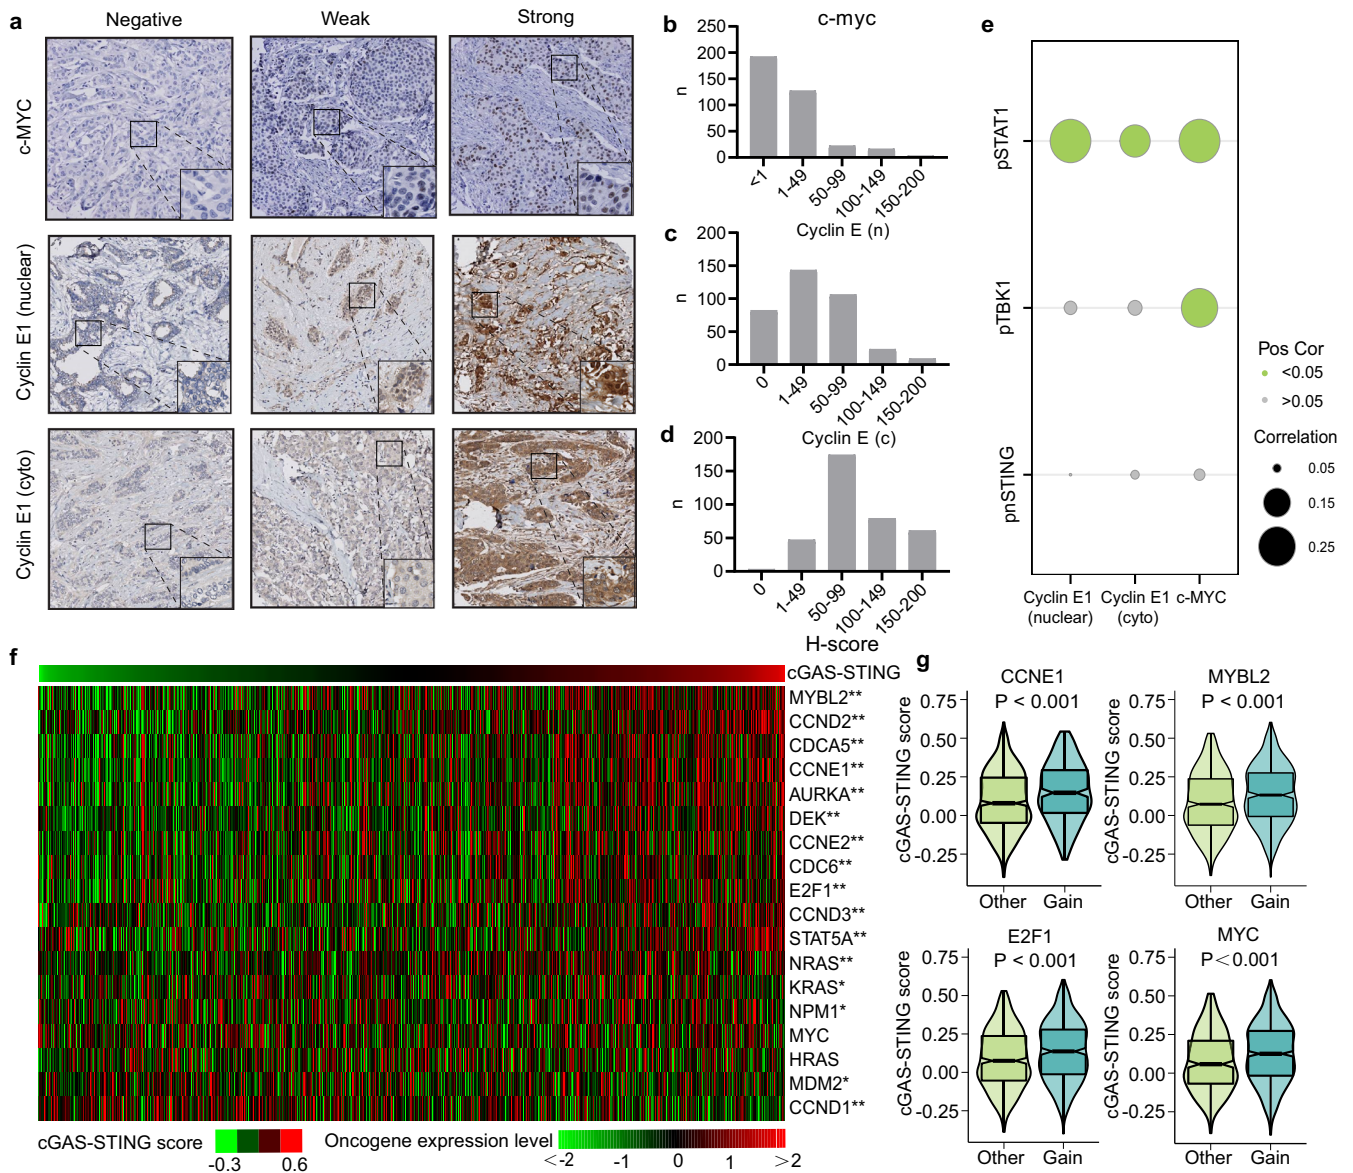 a
Negative
Weak
Strong
c-MYC
Cyclin E1 (nuclear)
Cyclin E1 (cyto)
b
c-myc
250
200
150
100
50
0
n
<1
1-49
50-99
100-149
150-200
c
Cyclin E (n)
200
150
100
50
0
n
0
1-49
50-99
100-149
150-200
d
Cyclin E (c)
200
150
100
50
0
n
0
1-49
50-99
100-149
150-200
H-score
e
pSTAT1
pTBK1
pnSTING
Cyclin E1
(nuclear)
Cyclin E1
(cyto)
c-MYC
Pos Cor
<0.05
>0.05
Correlation
0.05
0.15
0.25
f
cGAS-STING
MYBL2**
CCND2**
CDCA5**
CCNE1**
AURKA**
DEK**
CCNE2**
CDC6**
E2F1**
CCND3**
STAT5A**
NRAS**
KRAS*
NPM1*
MYC
HRAS
MDM2*
CCND1**
cGAS-STING score
-0.3
0.6
Oncogene expression level
<-2
-1
0
1
>2
g
CCNE1
P < 0.001
cGAS-STING score
0.75
0.50
0.25
0.00
-0.25
Other
Gain
MYBL2
P < 0.001
cGAS-STING score
0.75
0.50
0.25
0.00
-0.25
Other
Gain
E2F1
P < 0.001
cGAS-STING score
0.75
0.50
0.25
0.00
-0.25
Other
Gain
MYC
P<0.001
cGAS-STING score
0.75
0.50
0.25
0.00
-0.25
Other
Gain